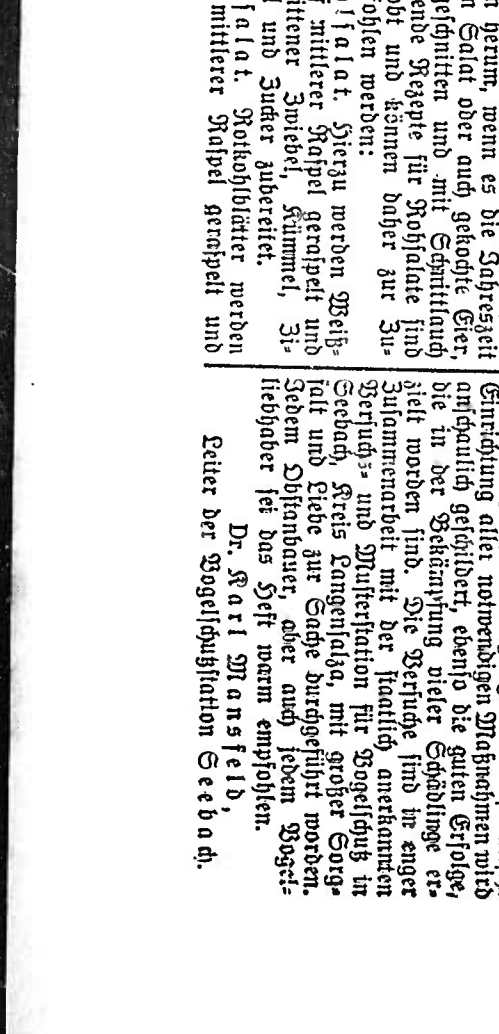 herum, wenn es die Jahreszeit
n Salat oder auch gekochte Eier,
geſchnitten und mit Schnittlauch
ende Rezepte für Rohſalate ſind
obt und können daher zur Zu=
fohlen werden:
lſalat. Hierzu werden Weiß=
mittlerer Raſpel geraſpelt und
ittener Zwiebel, Kümmel, Zi=
und Zucker zubereitet.
ſalat. Rotkohlblätter werden
mittlerer Raſpel geraſpelt und
Einrichtung aller notwendigen Maßnahmen wird
anſchaulich geſchildert, ebenſo die guten Erfolge,
die in der Bekämpfung vieler Schädlinge er=
zielt worden ſind. Die Verſuche ſind in enger
Zuſammenarbeit mit der ſtaatlich anerkannten
Verſuchs= und Muſterſtation für Vogelſchutz in
Seebach, Kreis Langenſalza, mit großer Sorg=
falt und Liebe zur Sache durchgeführt worden.
Jedem Obſtanbauer, aber auch jedem Vogel=
liebhaber ſei das Heft warm empfohlen.
Dr. Karl Mansfeld,
Leiter der Vogelſchutzſtation Seebach.